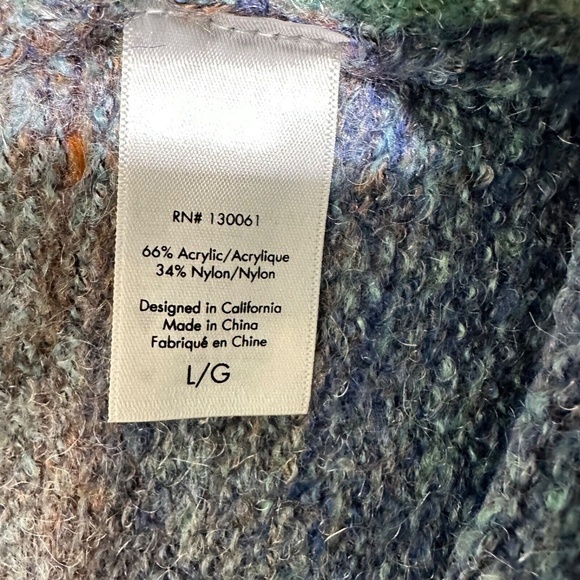 RN# 130061
66% Acrylic/Acrylique
34% Nylon/Nylon
Designed in California
Made in China
Fabriqué en Chine
L/G